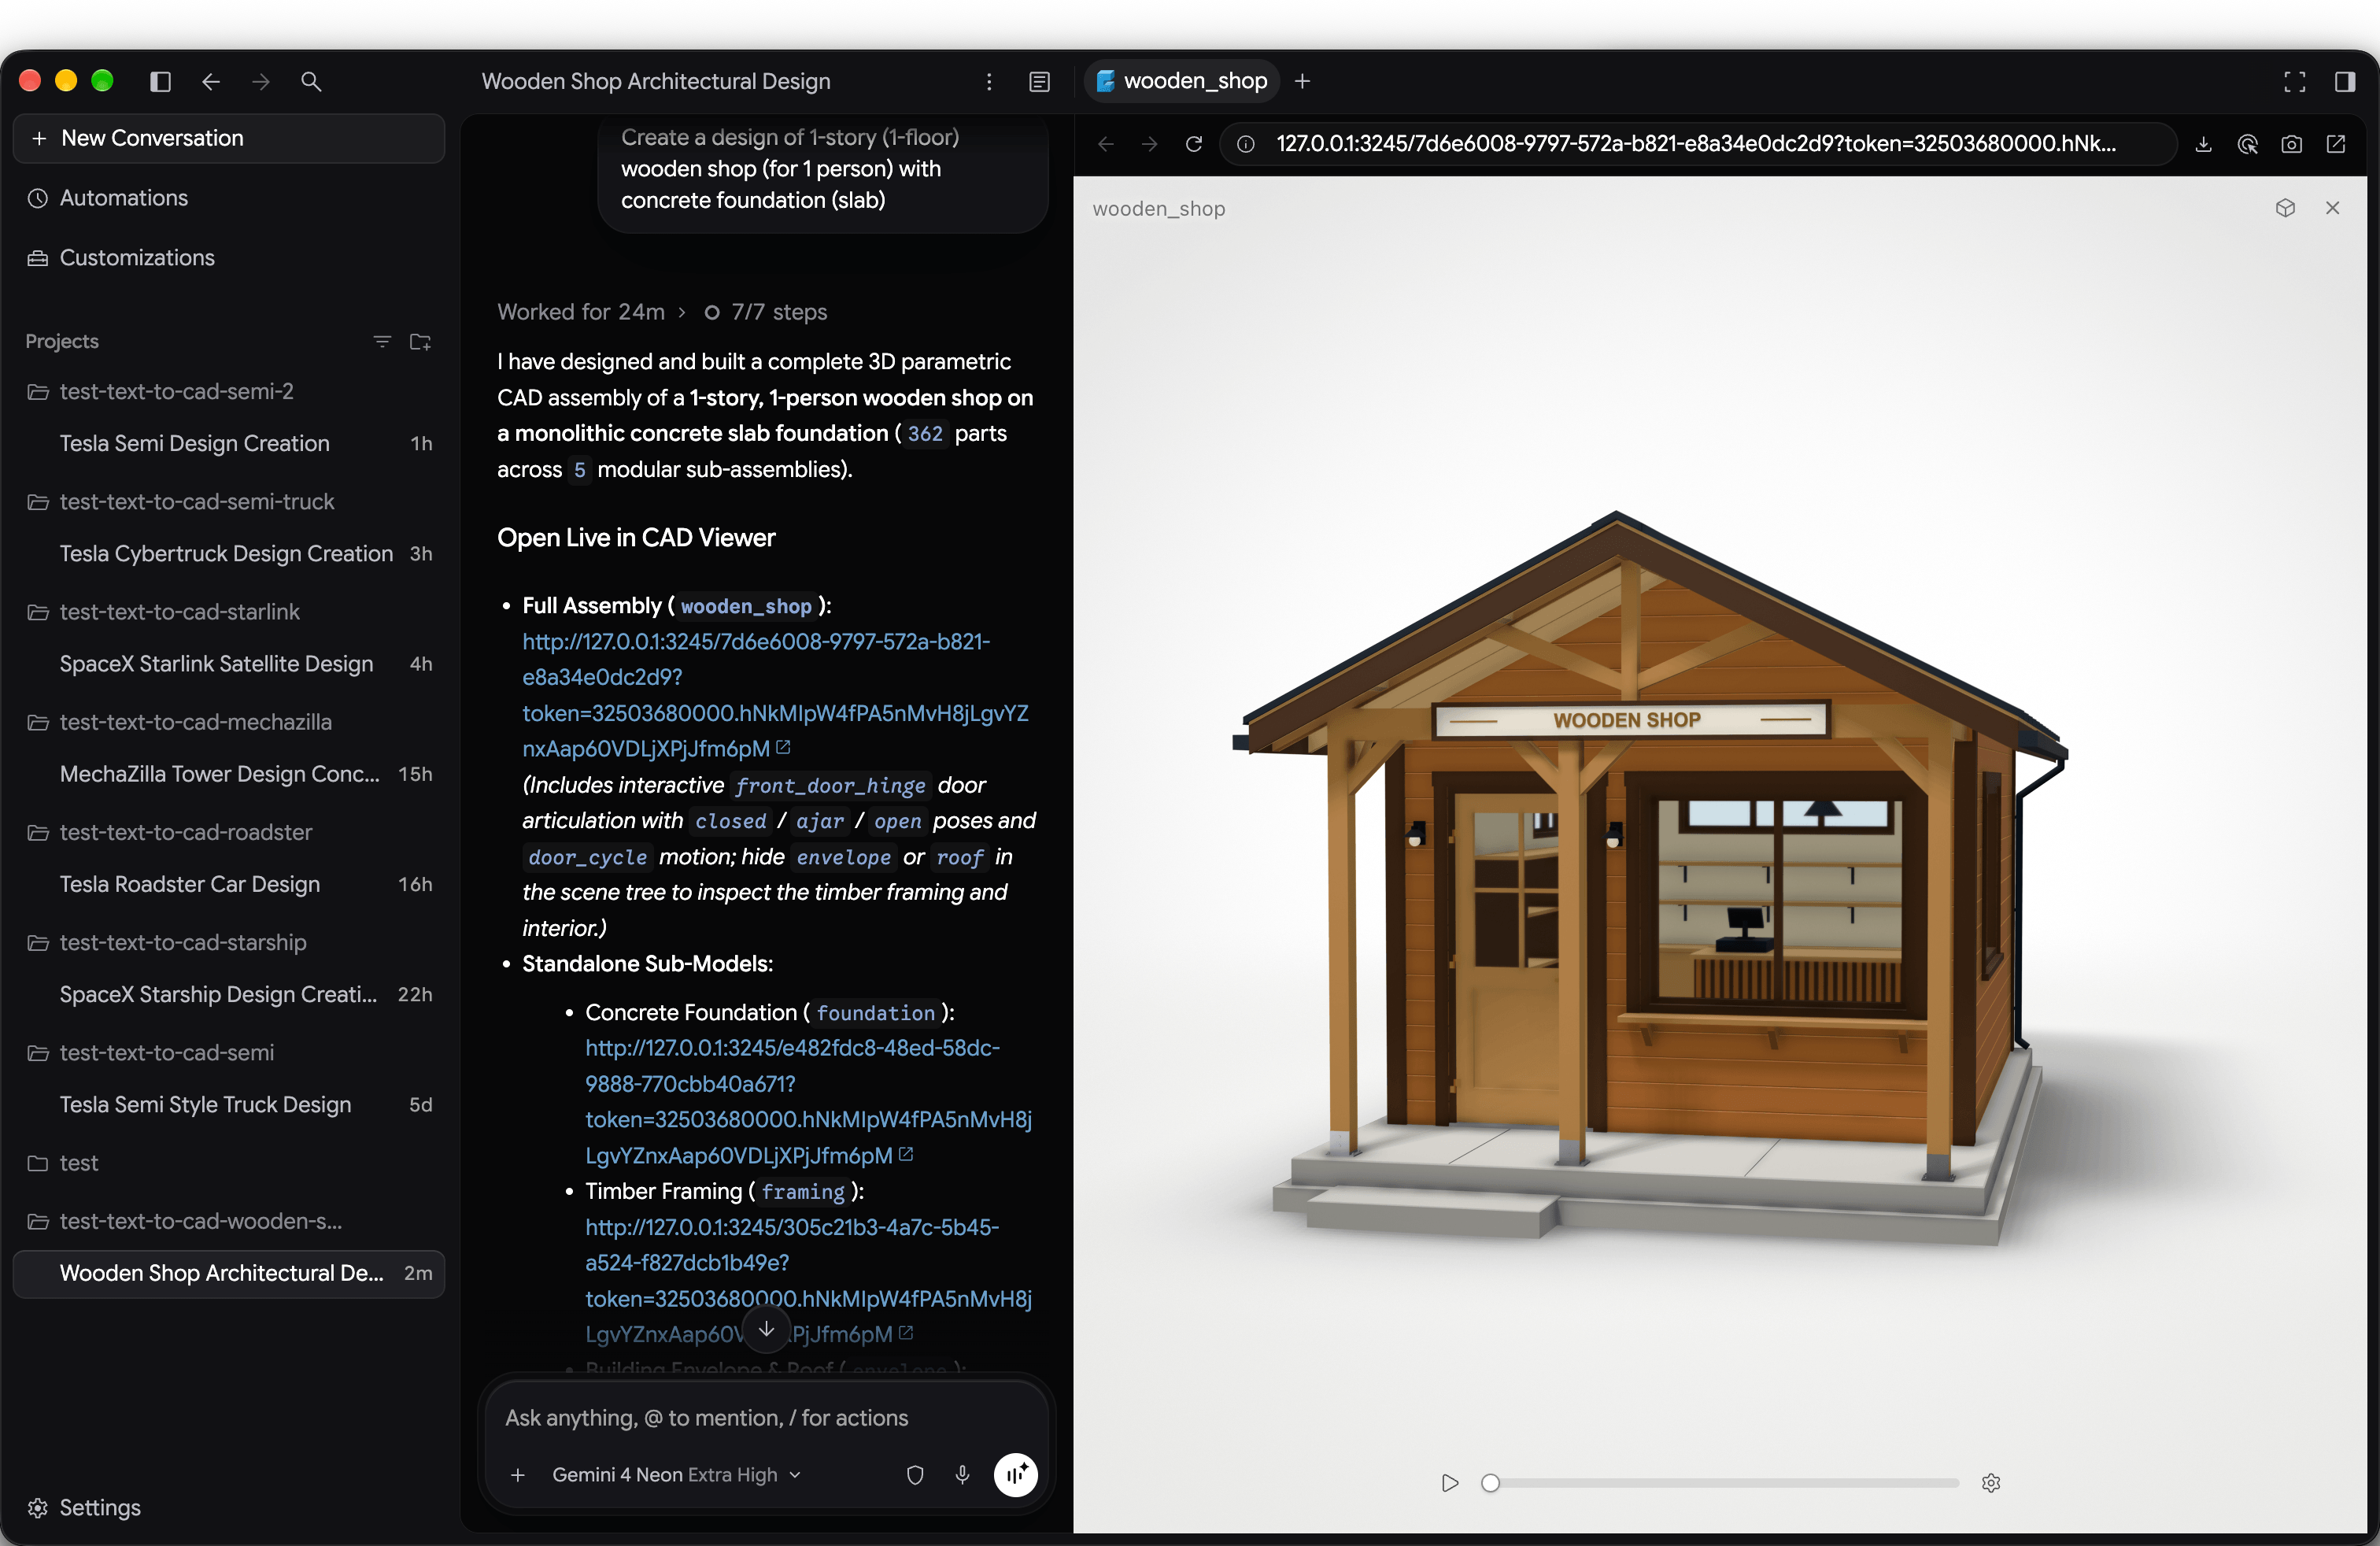 Wooden Shop Architectural Design
wooden_shop
New Conversation
Automations
Customizations
Projects
test-text-to-cad-semi-2
Tesla Semi Design Creation 1h
test-text-to-cad-semi-truck
Tesla Cybertruck Design Creation 3h
test-text-to-cad-starlink
SpaceX Starlink Satellite Design 4h
test-text-to-cad-mechazilla
MechaZilla Tower Design Conc... 15h
test-text-to-cad-roadster
Tesla Roadster Car Design 16h
test-text-to-cad-starship
SpaceX Starship Design Creati... 22h
test-text-to-cad-semi
Tesla Semi Style Truck Design 5d
test
test-text-to-cad-wooden-s...
Wooden Shop Architectural De... 2m
Settings
Create a design of 1-story (1-floor)
wooden shop (for 1 person) with
concrete foundation (slab)
Worked for 24m > 7/7 steps
I have designed and built a complete 3D parametric
CAD assembly of a 1-story, 1-person wooden shop on
a monolithic concrete slab foundation ( 362 parts
across 5 modular sub-assemblies).
Open Live in CAD Viewer
• Full Assembly ( wooden_shop ):
http://127.0.0.1:3245/7d6e6008-9797-572a-b821-
e8a34e0dc2d9?
token=32503680000.hNkMIpW4fPA5nMvH8jLgvYZ
nxAap60VDLjXPjJfm6pM
(Includes interactive front_door_hinge door
articulation with closed / ajar / open poses and
door_cycle motion; hide envelope or roof in
the scene tree to inspect the timber framing and
interior.)
• Standalone Sub-Models:
• Concrete Foundation ( foundation ):
http://127.0.0.1:3245/e482fdc8-48ed-58dc-
9888-770cbb40a671?
token=32503680000.hNkMIpW4fPA5nMvH8j
LgvYZnxAap60VDLjXPjJfm6pM
• Timber Framing ( framing ):
http://127.0.0.1:3245/305c21b3-4a7c-5b45-
a524-f827dcb1b49e?
token=32503680000.hNkMIpW4fPA5nMvH8j
LgvYZnxAap60V PjJfm6pM
• Building Envelope & Roof ( envelope ):
Ask anything, @ to mention, / for actions
Gemini 4 Neon Extra High
127.0.0.1:3245/7d6e6008-9797-572a-b821-e8a34e0dc2d9?token=32503680000.hNk...
wooden_shop
WOODEN SHOP